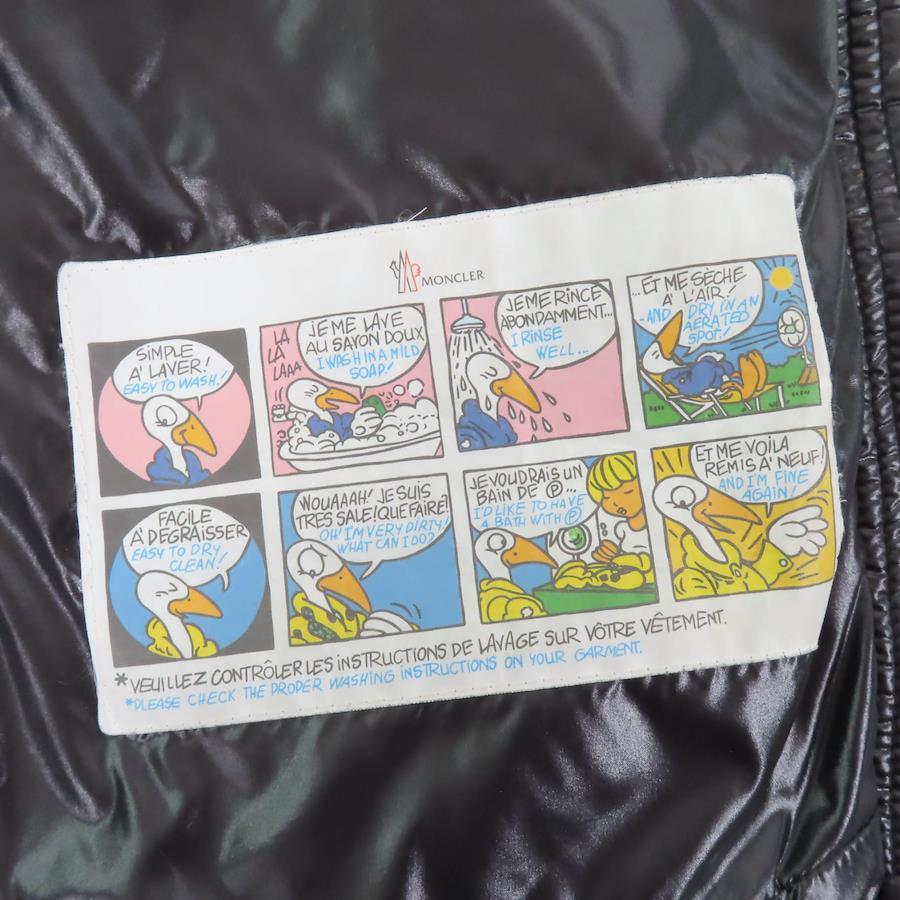 MONCLER
SIMPLE
A' LAVER!
EASY TO WASH!
LA
LA
LAAA
JE ME LAVE
AU SAVON DOUX
I WASH IN A MILD
SOAP!
JE ME RINCE
ABONDAMMENT...
I RINSE
WELL...
...ET ME SÈCHE
A' L'AIR!
-AND DRY IN AN
AERATED
SPOT!
FACILE
A' DEGRAISSER
EASY TO DRY
CLEAN!
WOUAAAH! JE SUIS
TRES SALE! QUE FAIRE!
OH! I'M VERY DIRTY!
WHAT CAN I DO?
JE VOUDRAIS UN
BAIN DE Ⓟ...
I'D LIKE TO HAVE
A BATH WITH Ⓟ
ET ME VOILA
REMIS A' NEUF!
AND I'M FINE
AGAIN!
*VEUILLEZ CONTRÔLER LES INSTRUCTIONS DE LAVAGE SUR VÔTRE VÊTEMENT.
*PLEASE CHECK THE PROPER WASHING INSTRUCTIONS ON YOUR GARMENT.